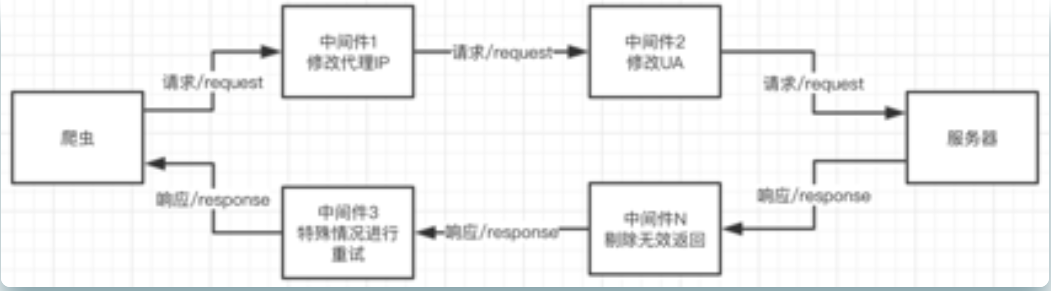 中间件1
修改代理IP
请求/request
中间件2
修改UA
请求/request
请求/request
爬虫
服务器
响应/response
中间件3
特殊情况进行
重试
响应/response
中间件N
剔除无效返回
响应/response